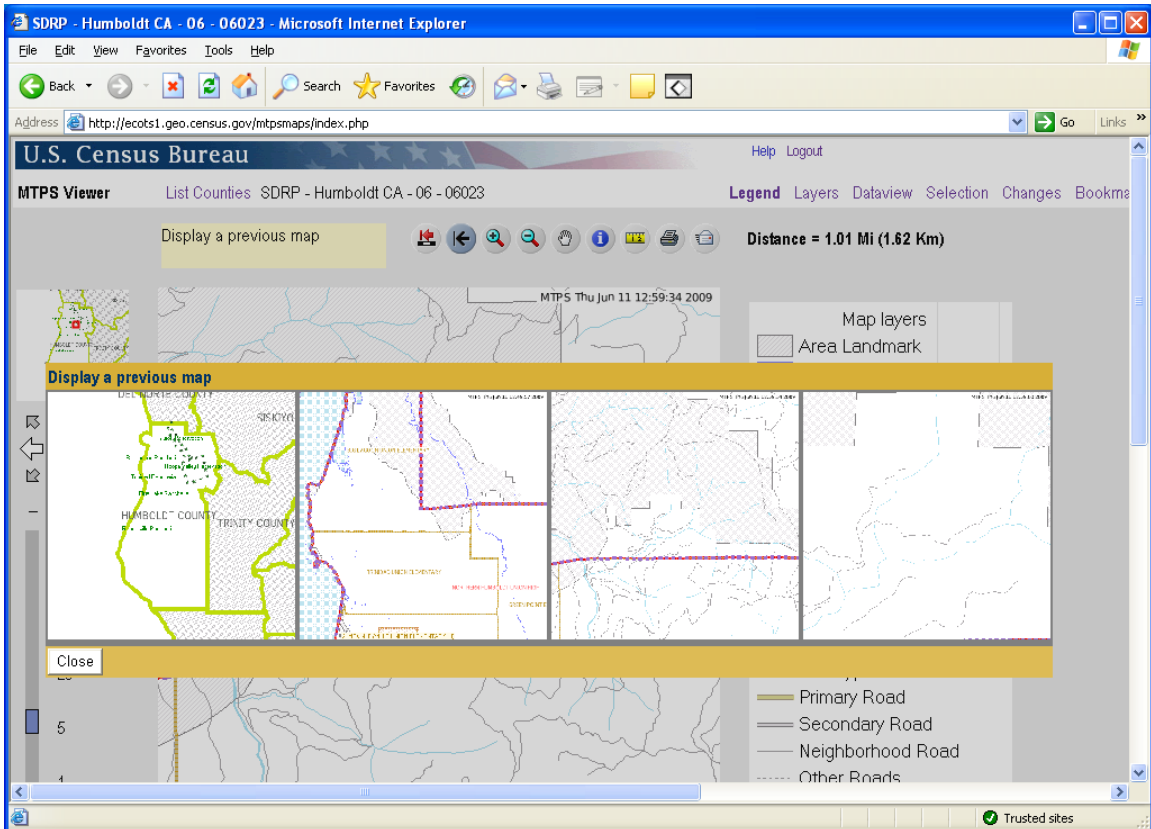 SDRP - Humboldt CA - 06 - 06023 - Microsoft Internet Explorer
File Edit View Favorites Tools Help
Back Search Favorites
Address http://ecots1.geo.census.gov/mtpsmaps/index.php Go Links »
U.S. Census Bureau Help Logout
MTPS Viewer List Counties SDRP - Humboldt CA - 06 - 06023 Legend Layers Dataview Selection Changes Bookma
Display a previous map Distance = 1.01 Mi (1.62 Km)
MTPS Thu Jun 11 12:59:34 2009
Map layers
Area Landmark
Display a previous map
DEL NORTE COUNTY
SISKIYO
HUMBOLDT COUNTY
TRINITY COUNTY
TRINIDAD UNION ELEMENTARY
Close
Primary Road
5 Secondary Road
Neighborhood Road
Other Roads
Trusted sites